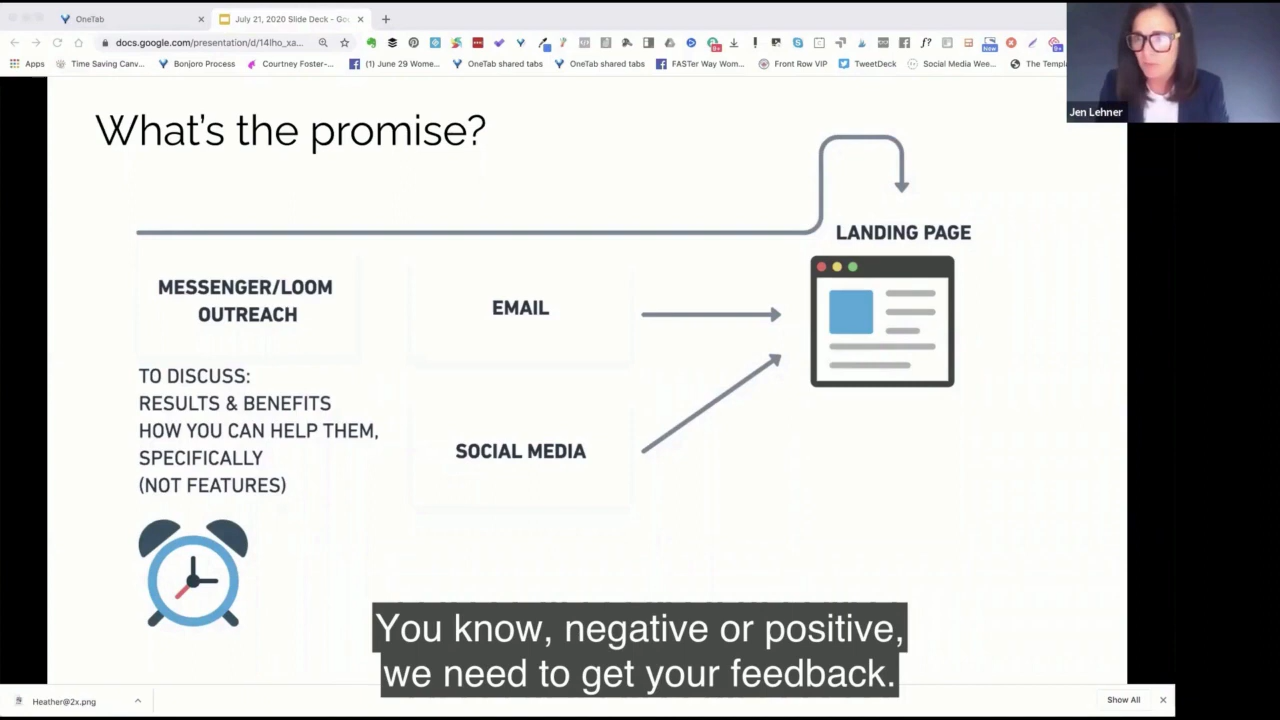 OneTab
July 21, 2020 Slide Deck - Goo
docs.google.com/presentation/d/14lho_xa...
Apps
Time Saving Canv...
Bonjoro Process
Courtney Foster-...
(1) June 29 Wome...
OneTab shared tabs
OneTab shared tabs
FASTer Way Wom...
Front Row VIP
TweetDeck
Social Media Wee...
The Templ
Jen Lehner
What's the promise?
LANDING PAGE
MESSENGER/LOOM
OUTREACH
EMAIL
TO DISCUSS:
RESULTS & BENEFITS
HOW YOU CAN HELP THEM,
SPECIFICALLY
(NOT FEATURES)
SOCIAL MEDIA
You know, negative or positive,
we need to get your feedback.
Heather@2x.png
Show All